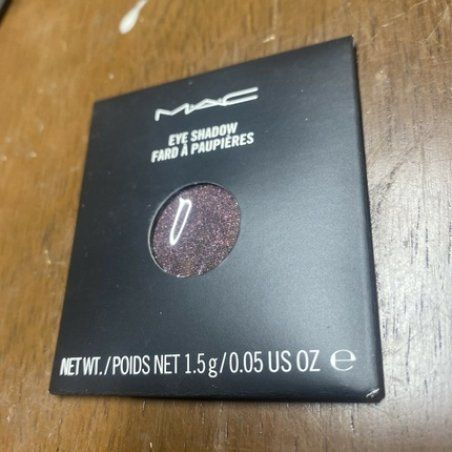 MAC
EYE SHADOW
FARD À PAUPIÈRES
NET WT. / POIDS NET 1.5 g / 0.05 US OZ ℮